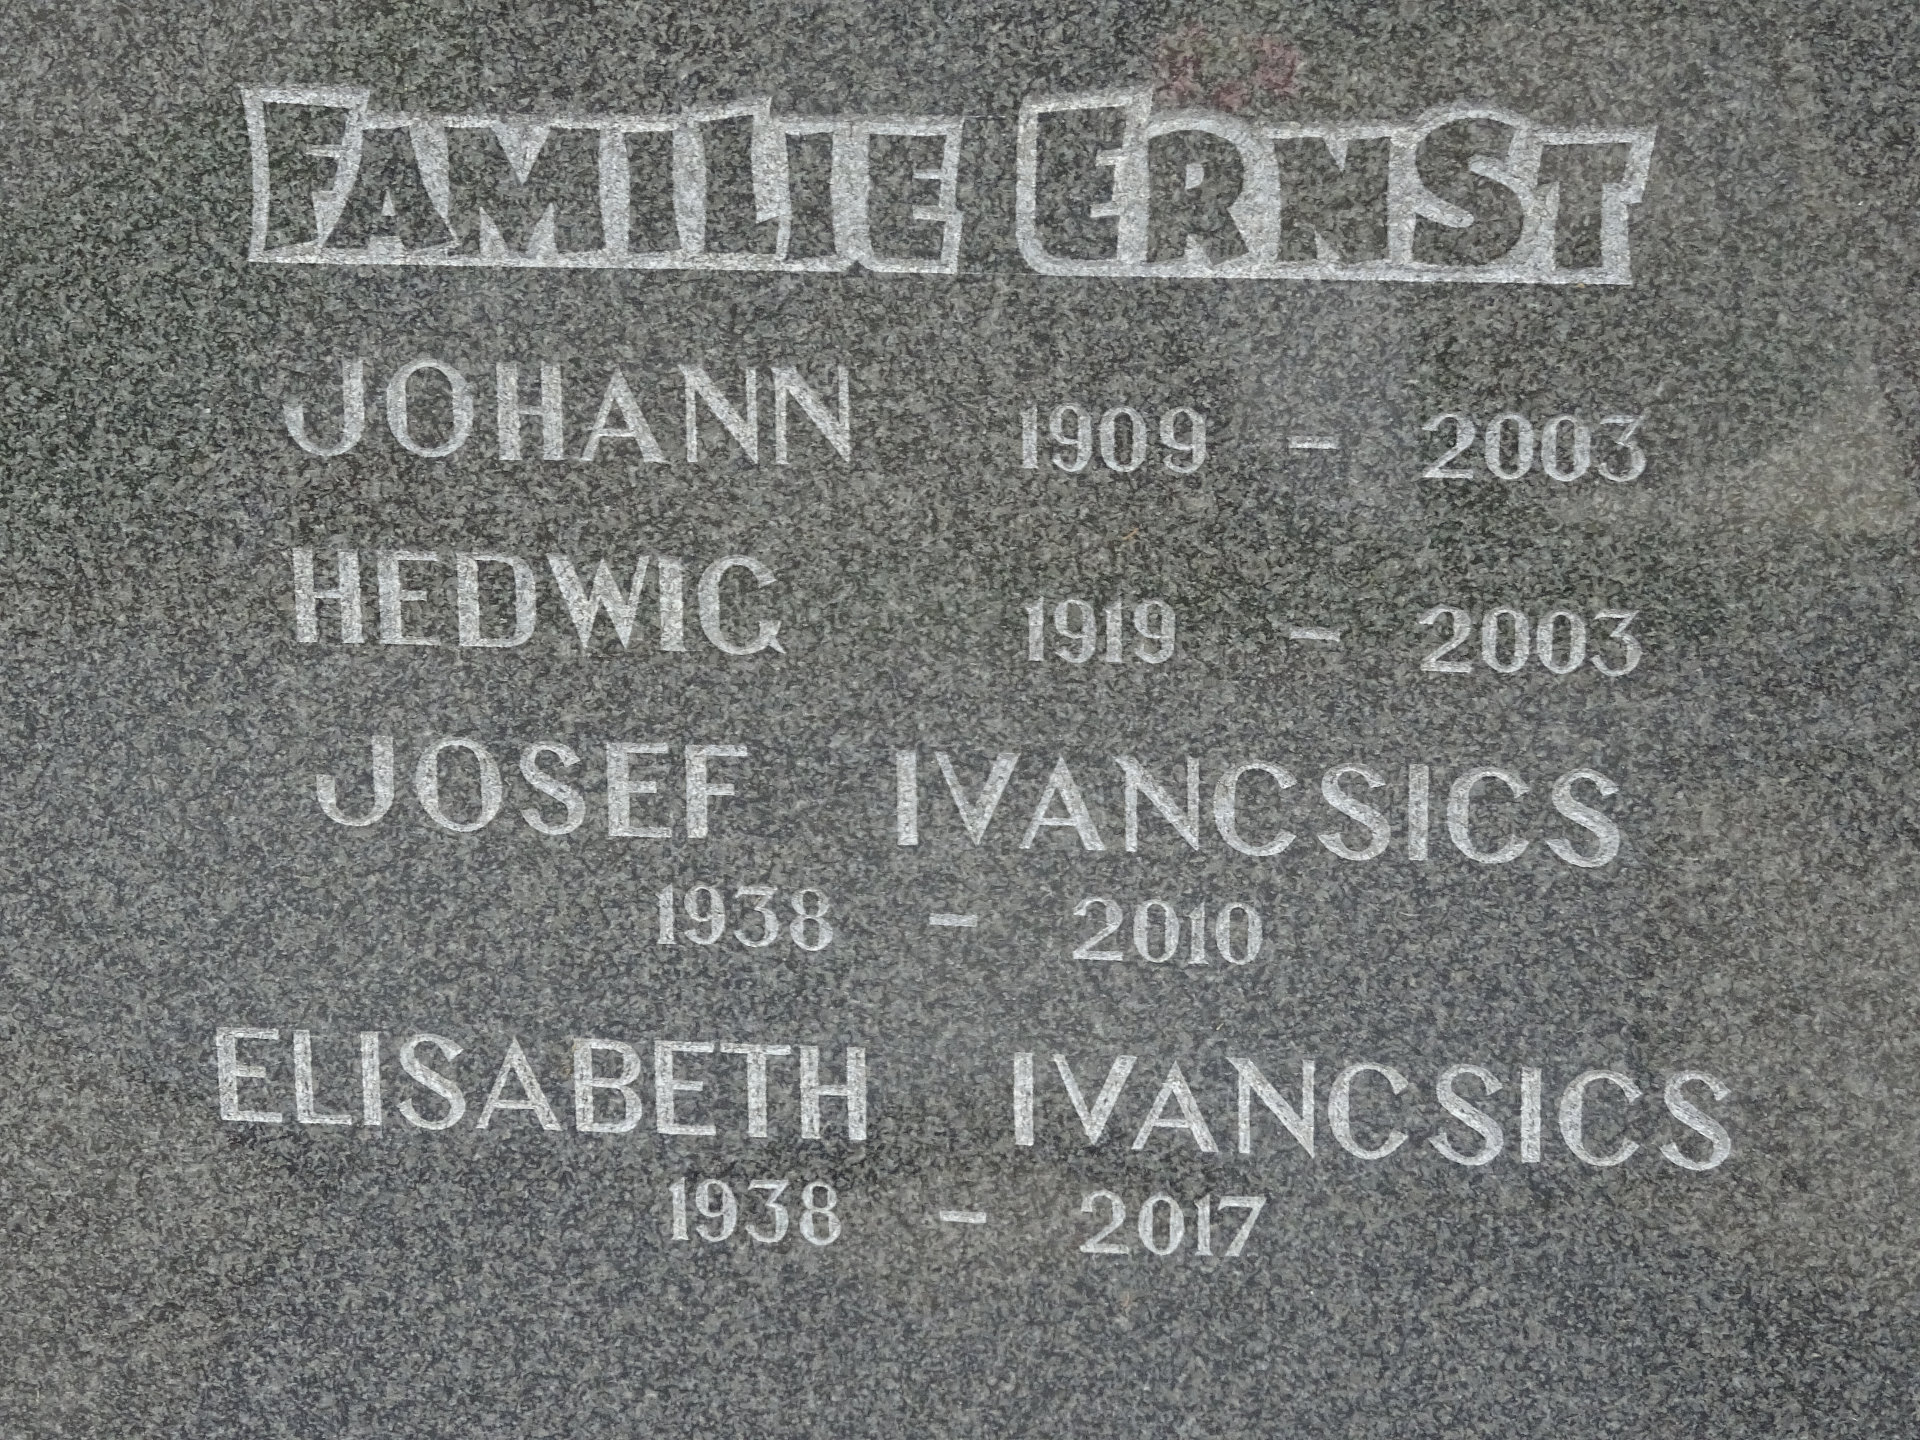 FAMILIE ERNST
JOHANN 1909 - 2003
HEDWIG 1919 - 2003
JOSEF IVANCSICS
1938 - 2010
ELISABETH IVANCSICS
1938 - 2017